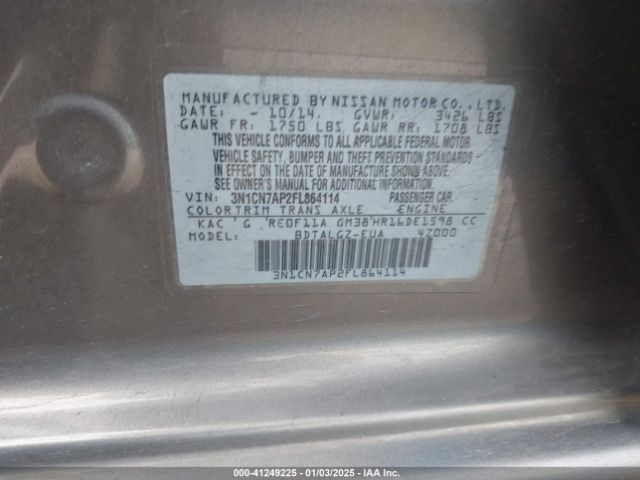 MANUFACTURED BY NISSAN MOTOR CO., LTD.
DATE: - 10/14. GVWR: 3426 LBS
GAWR FR: 1750 LBS GAWR RR: 1708 LBS
THIS VEHICLE CONFORMS TO ALL APPLICABLE FEDERAL MOTOR
VEHICLE SAFETY, BUMPER AND THEFT PREVENTION STANDARDS
IN EFFECT ON THE DATE OF MANUFACTURE SHOWN ABOVE.
SEE OWNER'S MANUAL FOR ADDITIONAL INFORMATION.
VIN: 3N1CN7AP2FL864114 PASSENGER CAR
COLOR TRIM TRANS AXLE ENGINE
KAC G RE0F11A GM38 HR16DE1598 CC
MODEL: BDTALGZ-EUA 47000
3N1CN7AP2FL864114
000-41249225 - 01/03/2025 - IAA Inc.